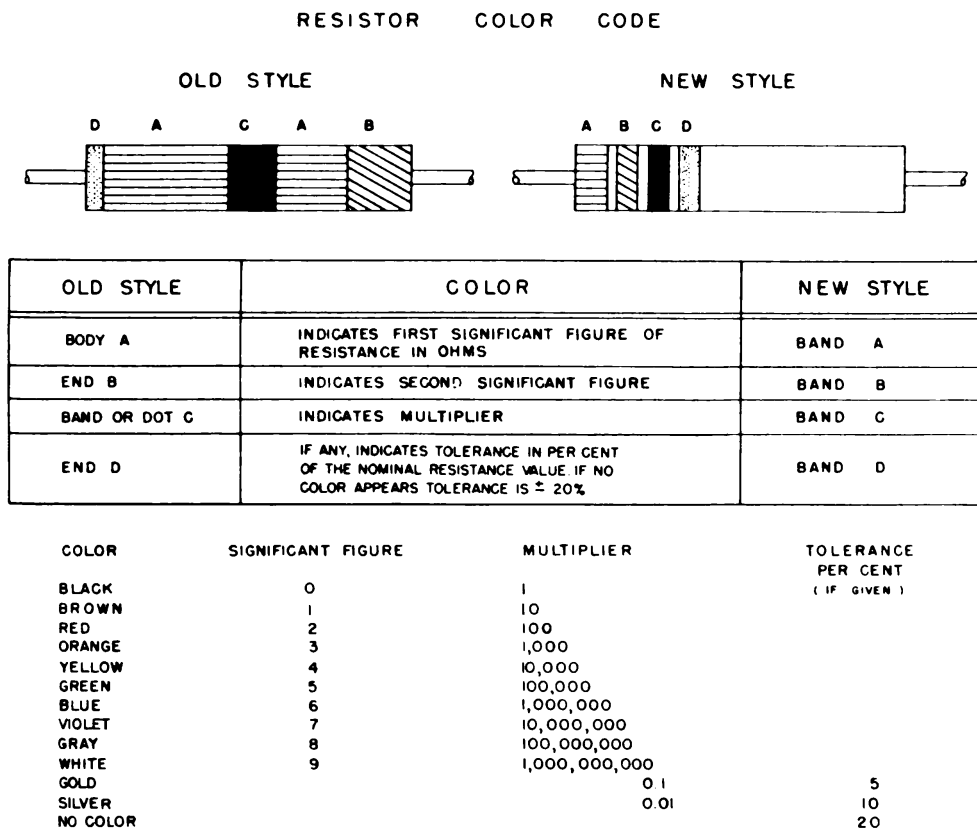 RESISTOR COLOR CODE
OLD STYLE NEW STYLE
D A C A B A B C D
OLD STYLE COLOR NEW STYLE
BODY A INDICATES FIRST SIGNIFICANT FIGURE OF RESISTANCE IN OHMS BAND A
END B INDICATES SECOND SIGNIFICANT FIGURE BAND B
BAND OR DOT C INDICATES MULTIPLIER BAND C
END D IF ANY, INDICATES TOLERANCE IN PER CENT
OF THE NOMINAL RESISTANCE VALUE. IF NO
COLOR APPEARS TOLERANCE IS ± 20% BAND D
COLOR SIGNIFICANT FIGURE MULTIPLIER TOLERANCE
PER CENT
( IF GIVEN )
BLACK 0 1
BROWN 1 10
RED 2 100
ORANGE 3 1,000
YELLOW 4 10,000
GREEN 5 100,000
BLUE 6 1,000,000
VIOLET 7 10,000,000
GRAY 8 100,000,000
WHITE 9 1,000,000,000
GOLD 0.1 5
SILVER 0.01 10
NO COLOR 20